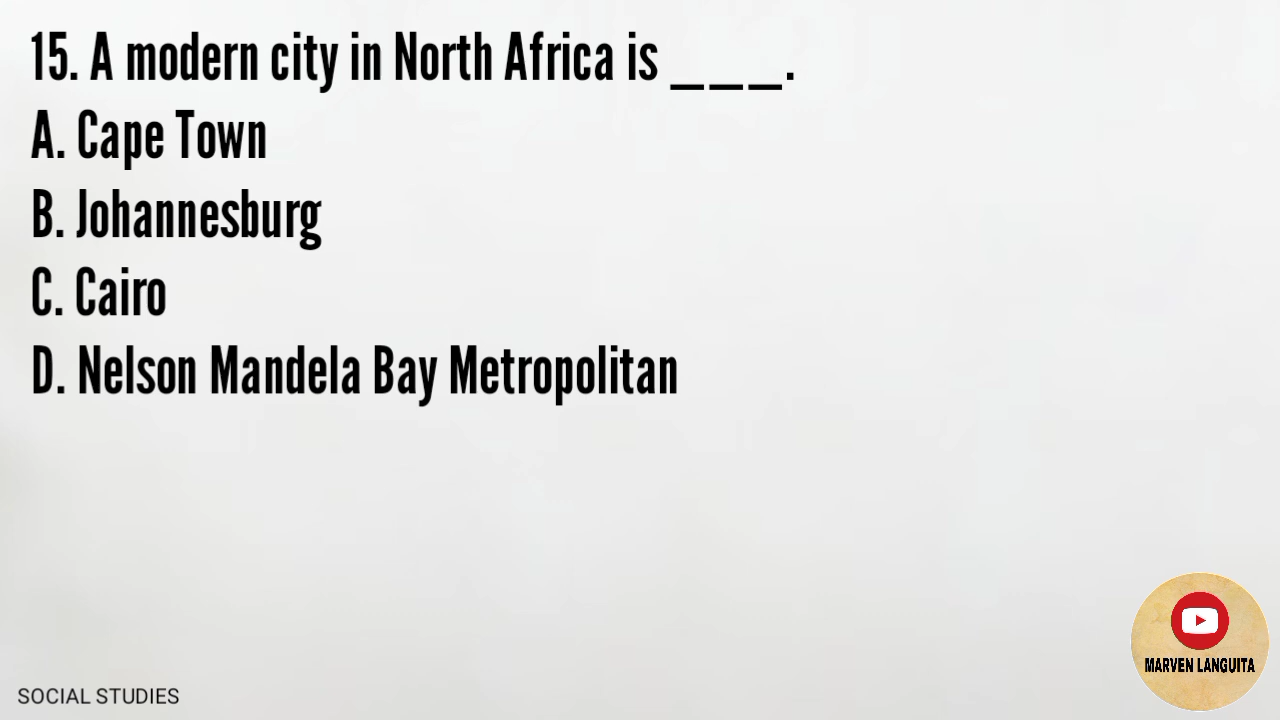 15. A modern city in North Africa is ___.
A. Cape Town
B. Johannesburg
C. Cairo
D. Nelson Mandela Bay Metropolitan
MARVEN LANGUITA
SOCIAL STUDIES